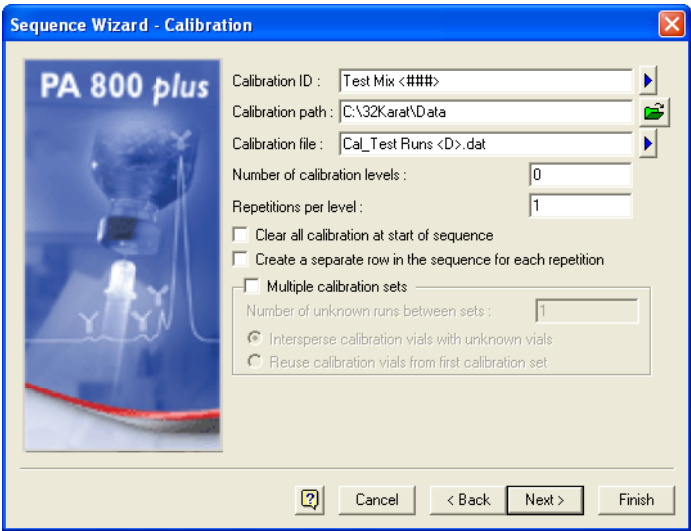 Sequence Wizard - Calibration
PA 800 plus
Calibration ID : Test Mix <###>
Calibration path : C:\32Karat\Data
Calibration file : Cal_Test Runs <D>.dat
Number of calibration levels : 0
Repetitions per level : 1
Clear all calibration at start of sequence
Create a separate row in the sequence for each repetition
Multiple calibration sets
Number of unknown runs between sets : 1
Intersperse calibration vials with unknown vials
Reuse calibration vials from first calibration set
? Cancel < Back Next > Finish